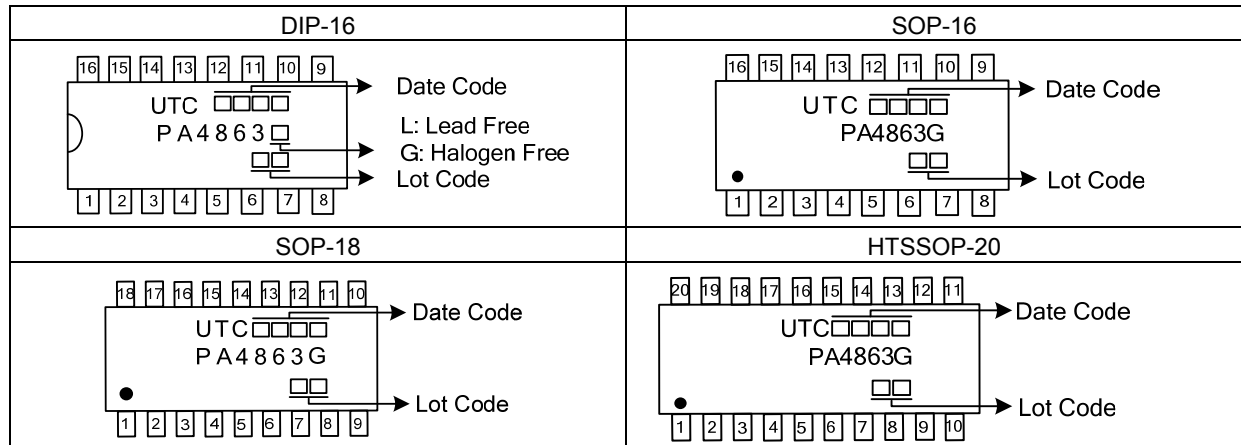 DIP-16
16 15 14 13 12 11 10 9
Date Code
UTC □□□□
PA4863□
L: Lead Free
G: Halogen Free
□□
Lot Code
1 2 3 4 5 6 7 8
SOP-16
16 15 14 13 12 11 10 9
Date Code
UTC □□□□
PA4863G
□□
Lot Code
1 2 3 4 5 6 7 8
SOP-18
18 17 16 15 14 13 12 11 10
Date Code
UTC□□□□
PA4863G
□□
Lot Code
1 2 3 4 5 6 7 8 9
HTSSOP-20
20 19 18 17 16 15 14 13 12 11
Date Code
UTC□□□□
PA4863G
□□
Lot Code
1 2 3 4 5 6 7 8 9 10